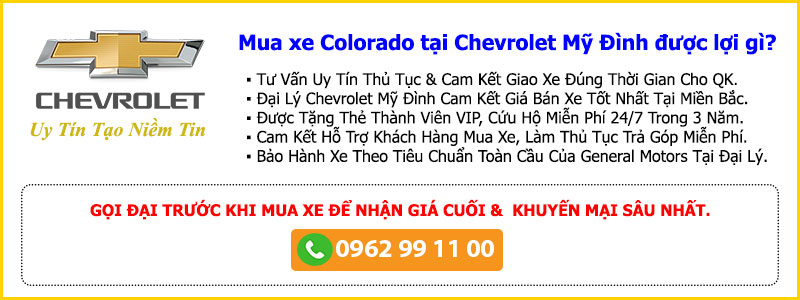 Mua xe Colorado tại Chevrolet Mỹ Đình được lợi gì?
CHEVROLET
Uy Tín Tạo Niềm Tin
▪ Tư Vấn Uy Tín Thủ Tục & Cam Kết Giao Xe Đúng Thời Gian Cho QK.
▪ Đại Lý Chevrolet Mỹ Đình Cam Kết Giá Bán Xe Tốt Nhất Tại Miền Bắc.
▪ Được Tặng Thẻ Thành Viên VIP, Cứu Hộ Miễn Phí 24/7 Trong 3 Năm.
▪ Cam Kết Hỗ Trợ Khách Hàng Mua Xe, Làm Thủ Tục Trả Góp Miễn Phí.
▪ Bảo Hành Xe Theo Tiêu Chuẩn Toàn Cầu Của General Motors Tại Đại Lý.
GỌI ĐẠI TRƯỚC KHI MUA XE ĐỂ NHẬN GIÁ CUỐI & KHUYẾN MẠI SÂU NHẤT.
0962 99 11 00